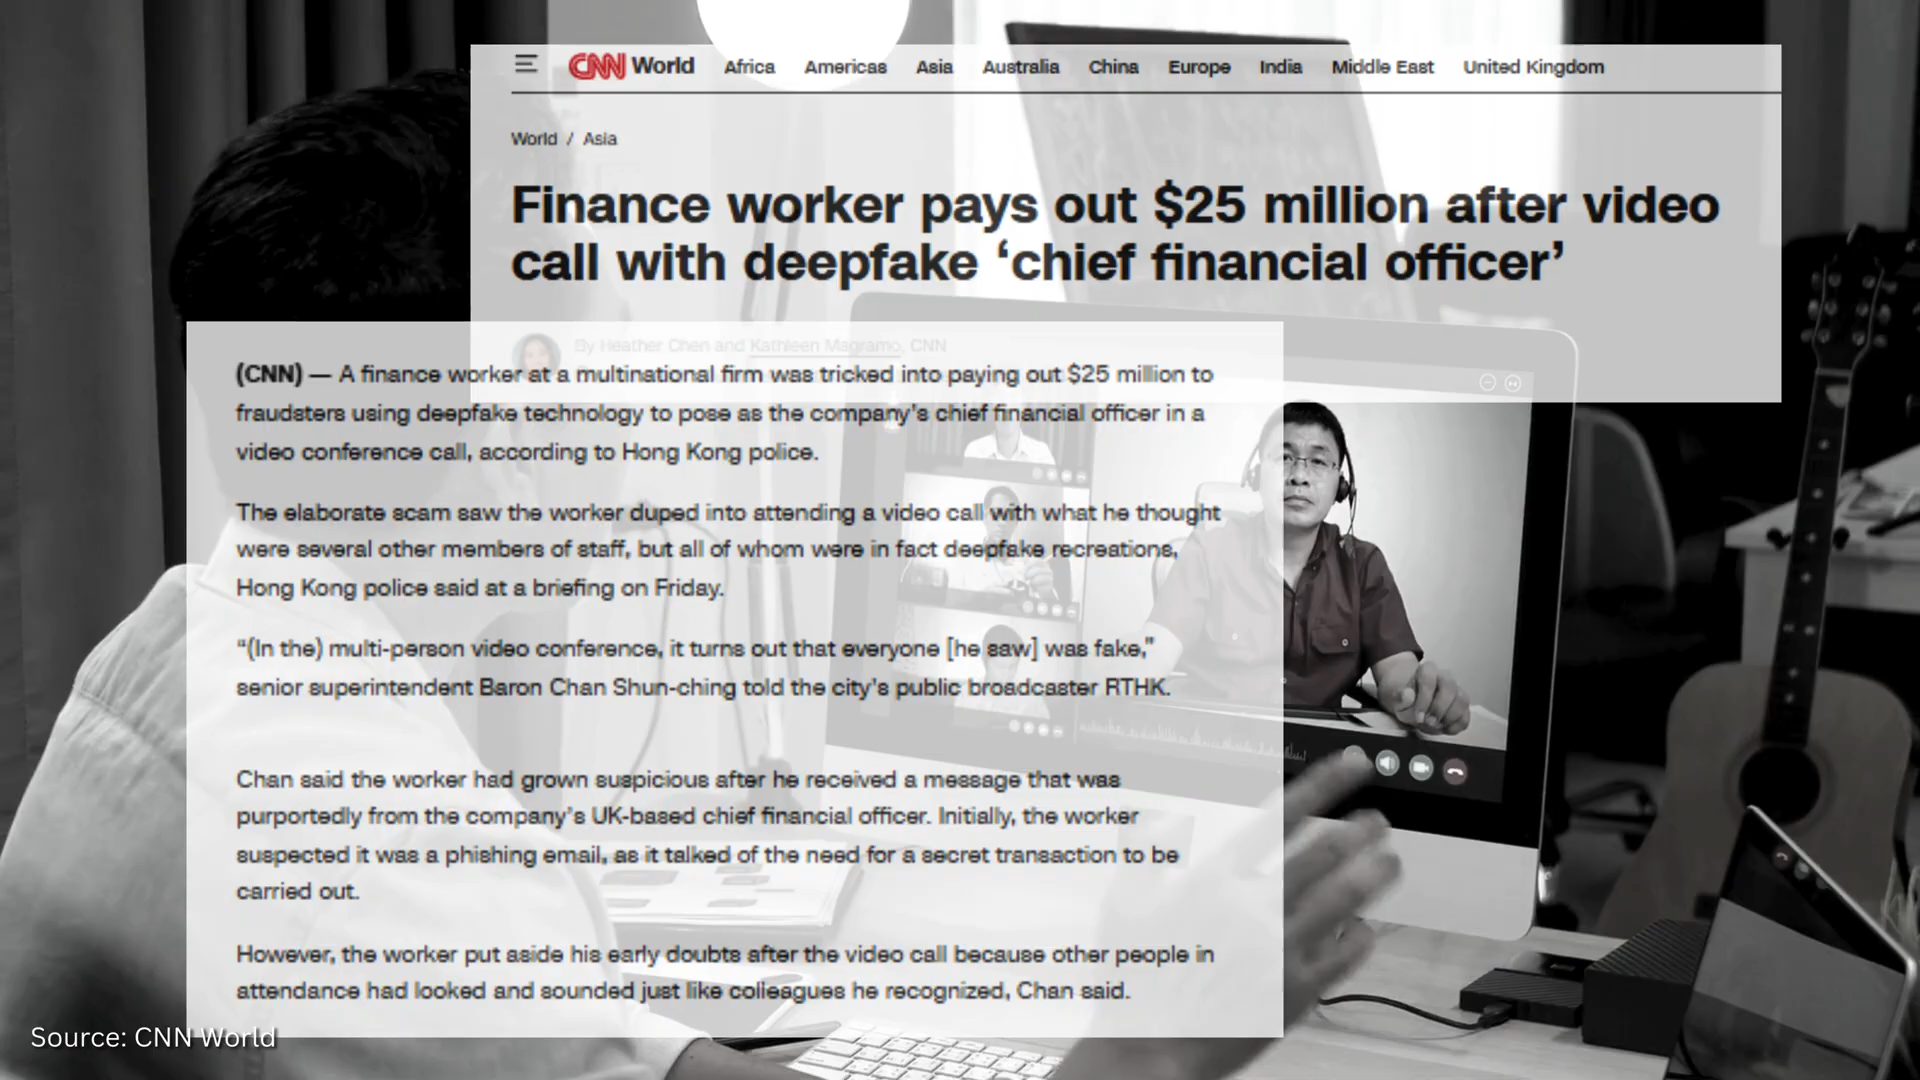 CNN World Africa Americas Asia Australia China Europe India Middle East United Kingdom
World / Asia
Finance worker pays out $25 million after video
call with deepfake ‘chief financial officer’
By Heather Chen and Kathleen Magramo, CNN
(CNN) — A finance worker at a multinational firm was tricked into paying out $25 million to
fraudsters using deepfake technology to pose as the company’s chief financial officer in a
video conference call, according to Hong Kong police.
The elaborate scam saw the worker duped into attending a video call with what he thought
were several other members of staff, but all of whom were in fact deepfake recreations,
Hong Kong police said at a briefing on Friday.
“(In the) multi-person video conference, it turns out that everyone [he saw] was fake,”
senior superintendent Baron Chan Shun-ching told the city’s public broadcaster RTHK.
Chan said the worker had grown suspicious after he received a message that was
purportedly from the company’s UK-based chief financial officer. Initially, the worker
suspected it was a phishing email, as it talked of the need for a secret transaction to be
carried out.
However, the worker put aside his early doubts after the video call because other people in
attendance had looked and sounded just like colleagues he recognized, Chan said.
Source: CNN World